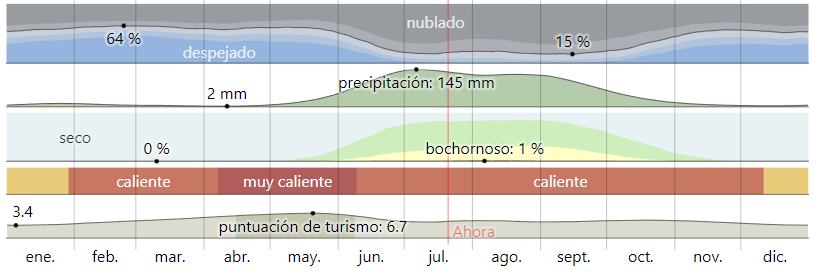 nublado
64 %
15 %
despejado
precipitación: 145 mm
2 mm
seco
0 %
bochornoso: 1 %
caliente
muy caliente
caliente
3.4
puntuación de turismo: 6.7
Ahora
ene. feb. mar. abr. may. jun. jul. ago. sept. oct. nov. dic.